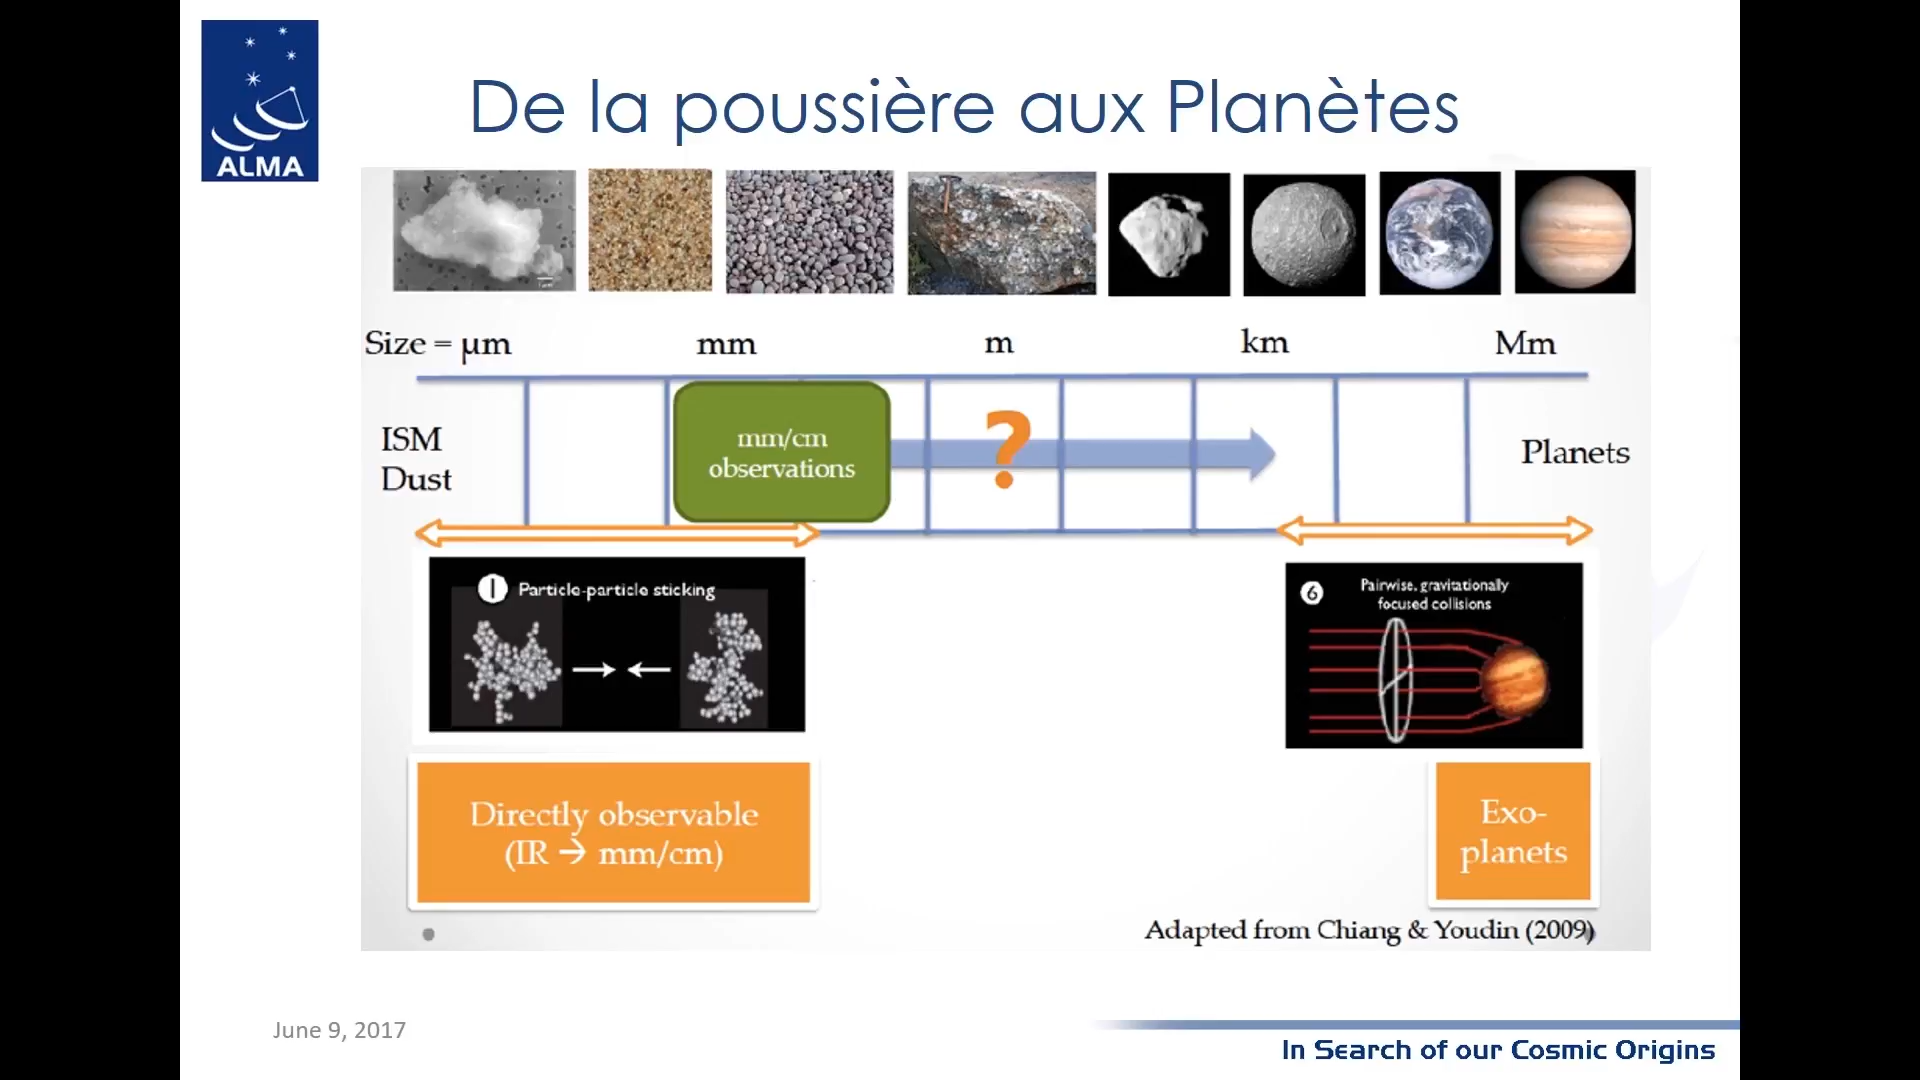 ALMA
De la poussière aux Planètes
Size = µm mm m km Mm
ISM
Dust
mm/cm
observations
?
Planets
1 Particle-particle sticking
6 Pairwise, gravitationally
focused collisions
Directly observable
(IR → mm/cm)
Exo-
planets
Adapted from Chiang & Youdin (2009)
June 9, 2017
In Search of our Cosmic Origins